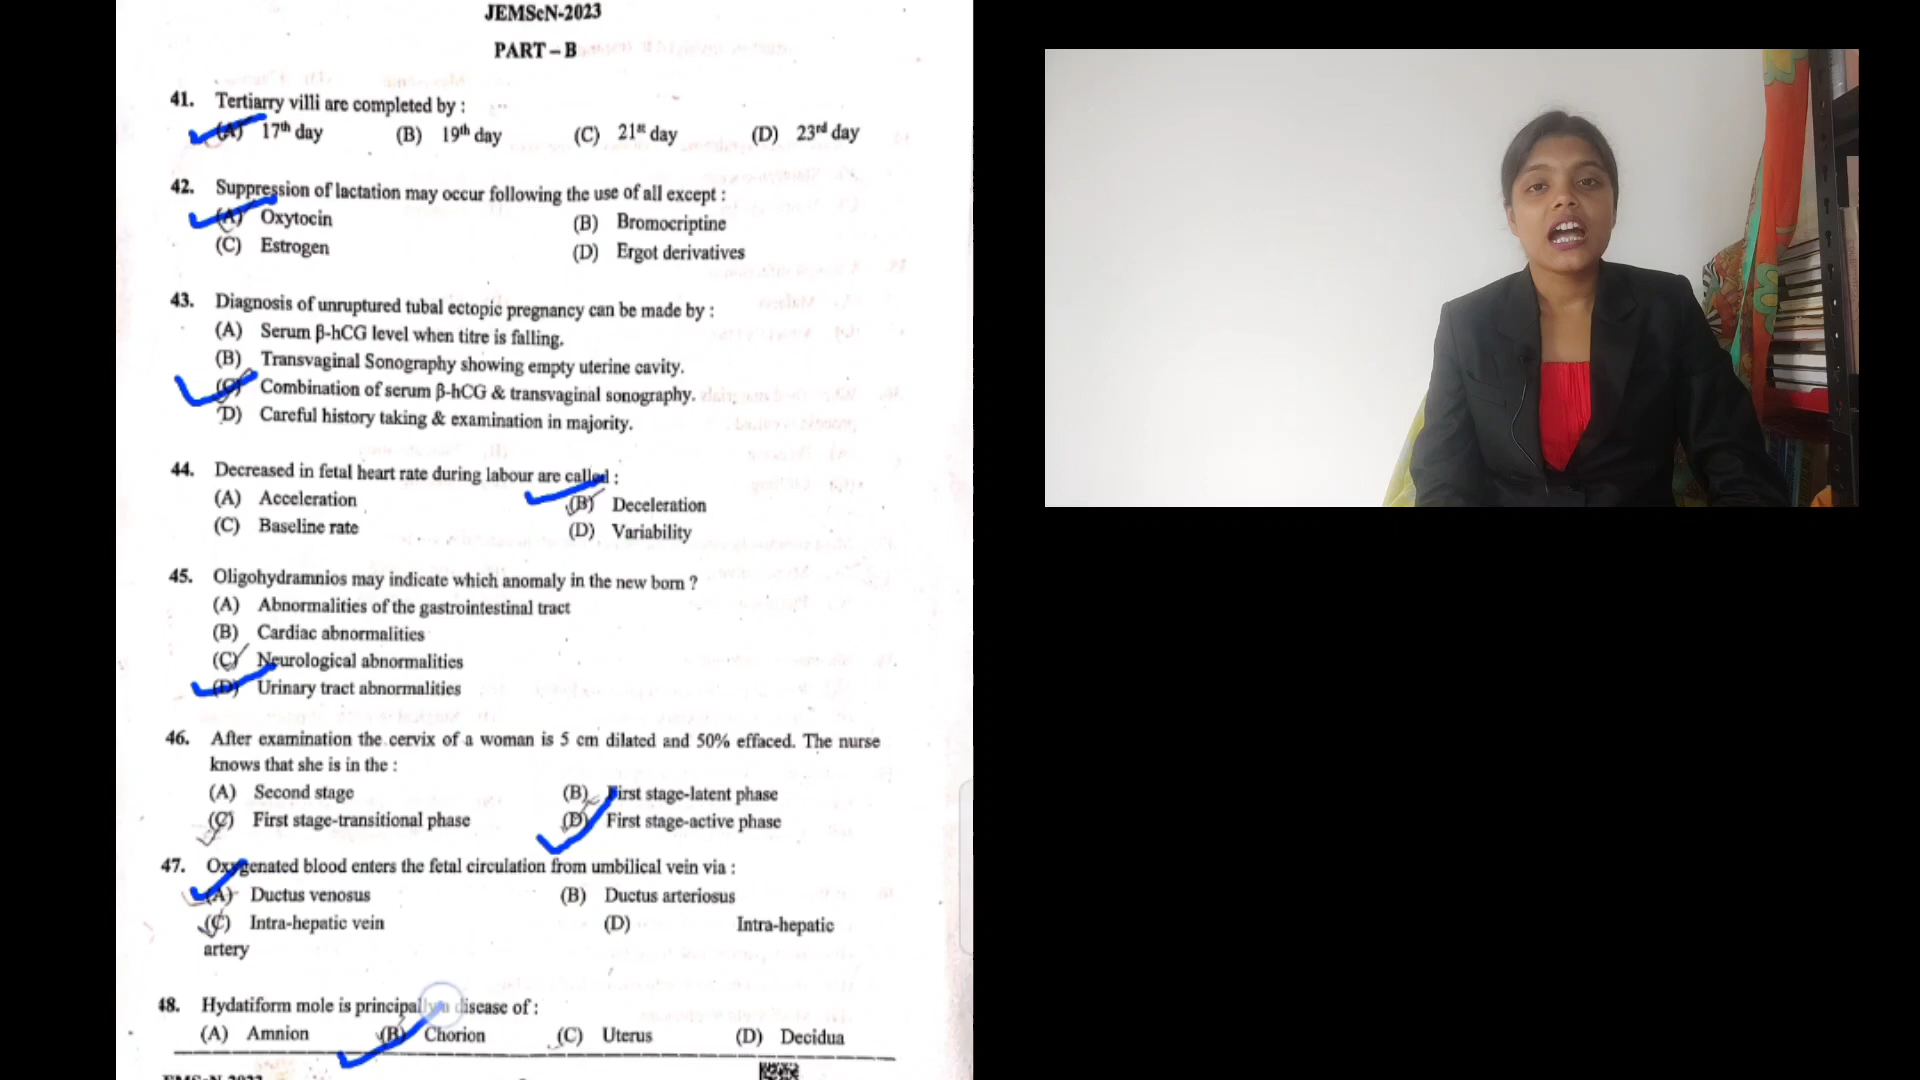 JEMScN-2023
PART – B
41. Tertiarry villi are completed by :
(A) 17th day (B) 19th day (C) 21st day (D) 23rd day
42. Suppression of lactation may occur following the use of all except :
(A) Oxytocin (B) Bromocriptine
(C) Estrogen (D) Ergot derivatives
43. Diagnosis of unruptured tubal ectopic pregnancy can be made by :
(A) Serum β-hCG level when titre is falling.
(B) Transvaginal Sonography showing empty uterine cavity.
(C) Combination of serum β-hCG & transvaginal sonography.
D) Careful history taking & examination in majority.
44. Decreased in fetal heart rate during labour are called :
(A) Acceleration (B) Deceleration
(C) Baseline rate (D) Variability
45. Oligohydramnios may indicate which anomaly in the new born ?
(A) Abnormalities of the gastrointestinal tract
(B) Cardiac abnormalities
(C) Neurological abnormalities
(D) Urinary tract abnormalities
46. After examination the cervix of a woman is 5 cm dilated and 50% effaced. The nurse
knows that she is in the :
(A) Second stage (B) First stage-latent phase
(C) First stage-transitional phase (D) First stage-active phase
47. Oxygenated blood enters the fetal circulation from umbilical vein via :
(A) Ductus venosus (B) Ductus arteriosus
(C) Intra-hepatic vein (D) Intra-hepatic
artery
48. Hydatiform mole is principally a disease of :
(A) Amnion (B) Chorion (C) Uterus (D) Decidua